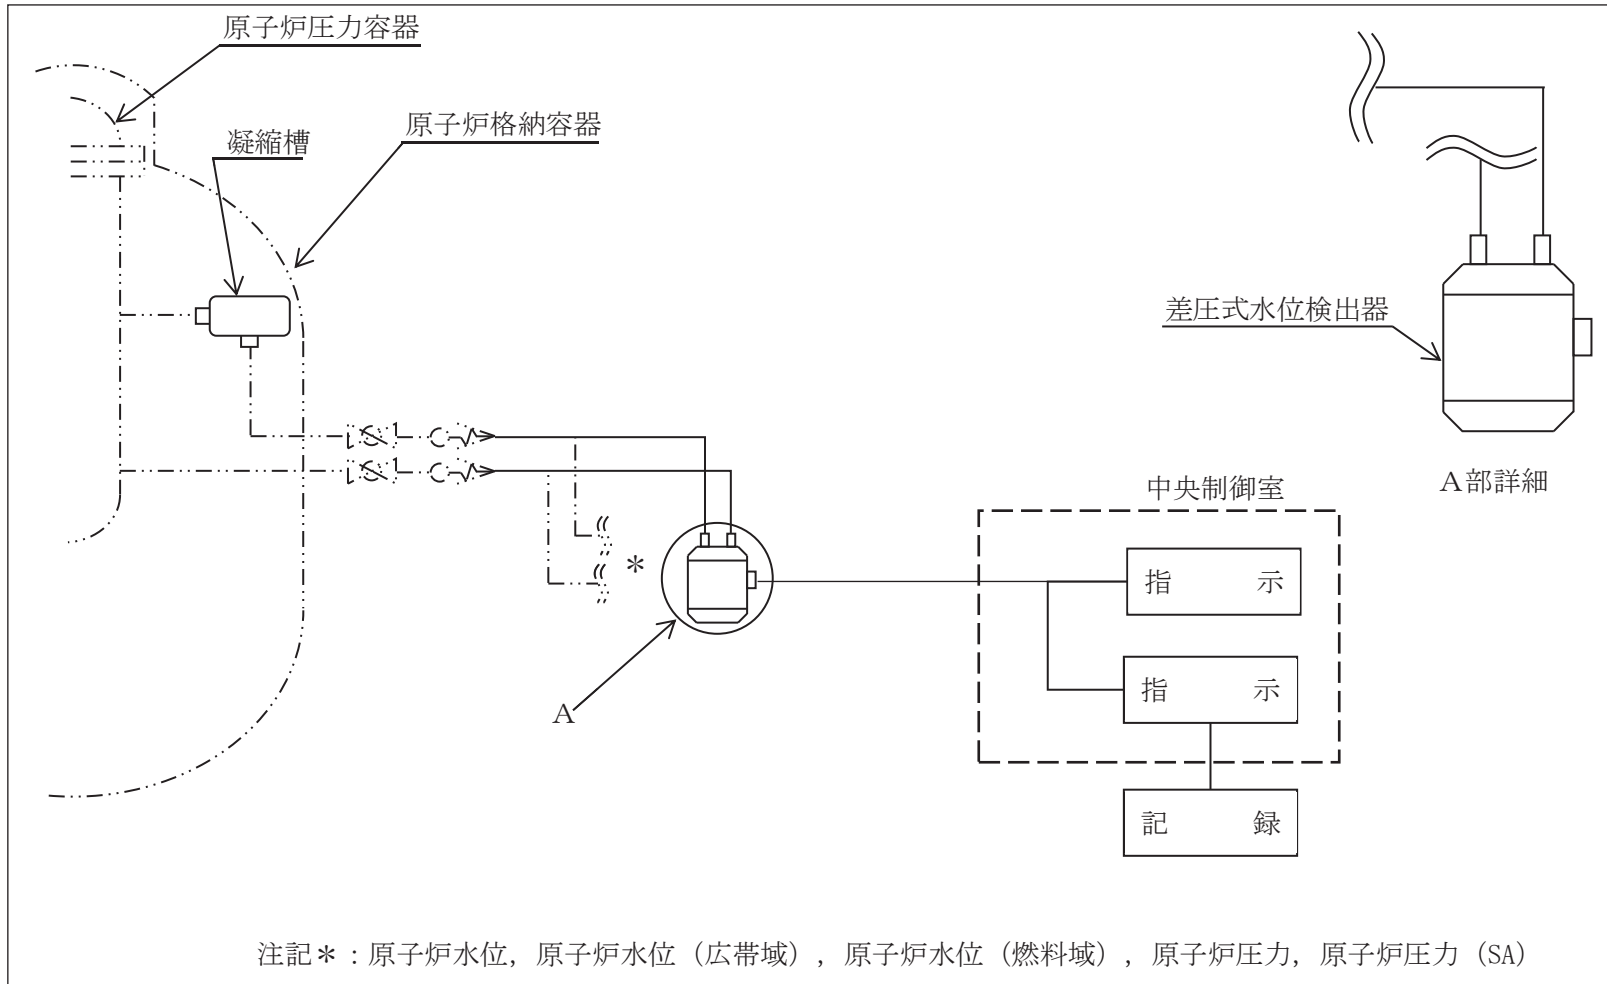 原子炉圧力容器
原子炉格納容器
凝縮槽
差圧式水位検出器
A部詳細
中央制御室
指 示
*
指 示
A
記 録
注記*:原子炉水位,原子炉水位(広帯域),原子炉水位(燃料域),原子炉圧力,原子炉圧力(SA)